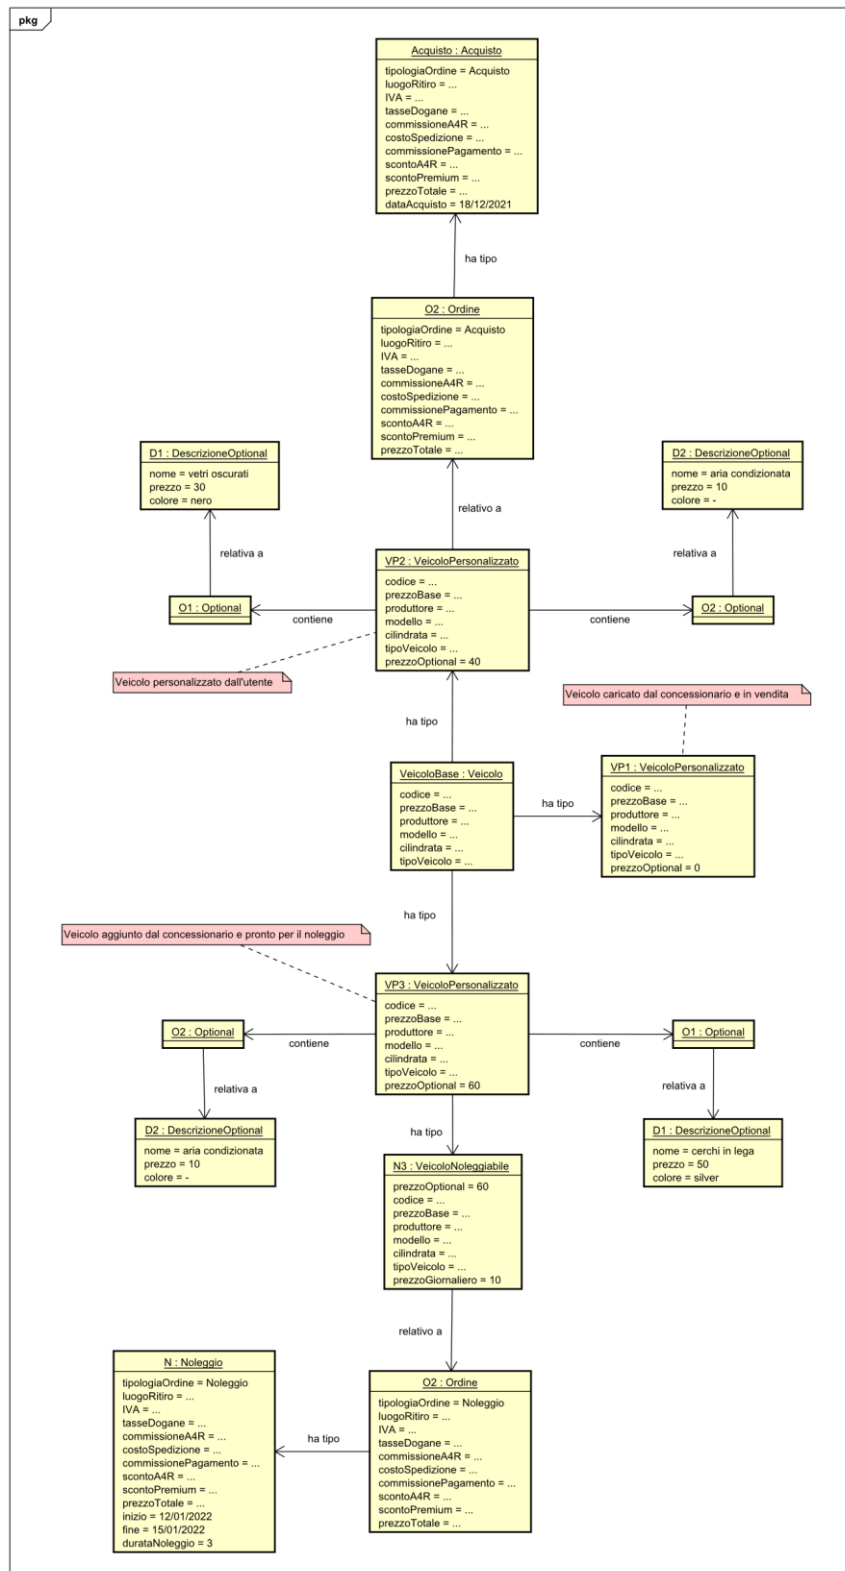 pkg
Acquisto : Acquisto
tipologiaOrdine = Acquisto
luogoRitiro = ...
IVA = ...
tasseDogane = ...
commissioneA4R = ...
costoSpedizione = ...
commissionePagamento = ...
scontoA4R = ...
scontoPremium = ...
prezzoTotale = ...
dataAcquisto = 18/12/2021
ha tipo
O2 : Ordine
tipologiaOrdine = Acquisto
luogoRitiro = ...
IVA = ...
tasseDogane = ...
commissioneA4R = ...
costoSpedizione = ...
commissionePagamento = ...
scontoA4R = ...
scontoPremium = ...
prezzoTotale = ...
D1 : DescrizioneOptional
nome = vetri oscurati
prezzo = 30
colore = nero
D2 : DescrizioneOptional
nome = aria condizionata
prezzo = 10
colore = -
relativo a
relativa a
relativa a
VP2 : VeicoloPersonalizzato
codice = ...
prezzoBase = ...
produttore = ...
modello = ...
cilindrata = ...
tipoVeicolo = ...
prezzoOptional = 40
O1 : Optional
contiene
contiene
O2 : Optional
Veicolo personalizzato dall'utente
Veicolo caricato dal concessionario e in vendita
ha tipo
VeicoloBase : Veicolo
codice = ...
prezzoBase = ...
produttore = ...
modello = ...
cilindrata = ...
tipoVeicolo = ...
ha tipo
VP1 : VeicoloPersonalizzato
codice = ...
prezzoBase = ...
produttore = ...
modello = ...
cilindrata = ...
tipoVeicolo = ...
prezzoOptional = 0
ha tipo
Veicolo aggiunto dal concessionario e pronto per il noleggio
VP3 : VeicoloPersonalizzato
codice = ...
prezzoBase = ...
produttore = ...
modello = ...
cilindrata = ...
tipoVeicolo = ...
prezzoOptional = 60
O2 : Optional
contiene
contiene
O1 : Optional
relativa a
relativa a
D2 : DescrizioneOptional
nome = aria condizionata
prezzo = 10
colore = -
D1 : DescrizioneOptional
nome = cerchi in lega
prezzo = 50
colore = silver
ha tipo
N3 : VeicoloNoleggiabile
prezzoOptional = 60
codice = ...
prezzoBase = ...
produttore = ...
modello = ...
cilindrata = ...
tipoVeicolo = ...
prezzoGiornaliero = 10
relativo a
N : Noleggio
tipologiaOrdine = Noleggio
luogoRitiro = ...
IVA = ...
tasseDogane = ...
commissioneA4R = ...
costoSpedizione = ...
commissionePagamento = ...
scontoA4R = ...
scontoPremium = ...
prezzoTotale = ...
inizio = 12/01/2022
fine = 15/01/2022
durataNoleggio = 3
ha tipo
O2 : Ordine
tipologiaOrdine = Noleggio
luogoRitiro = ...
IVA = ...
tasseDogane = ...
commissioneA4R = ...
costoSpedizione = ...
commissionePagamento = ...
scontoA4R = ...
scontoPremium = ...
prezzoTotale = ...